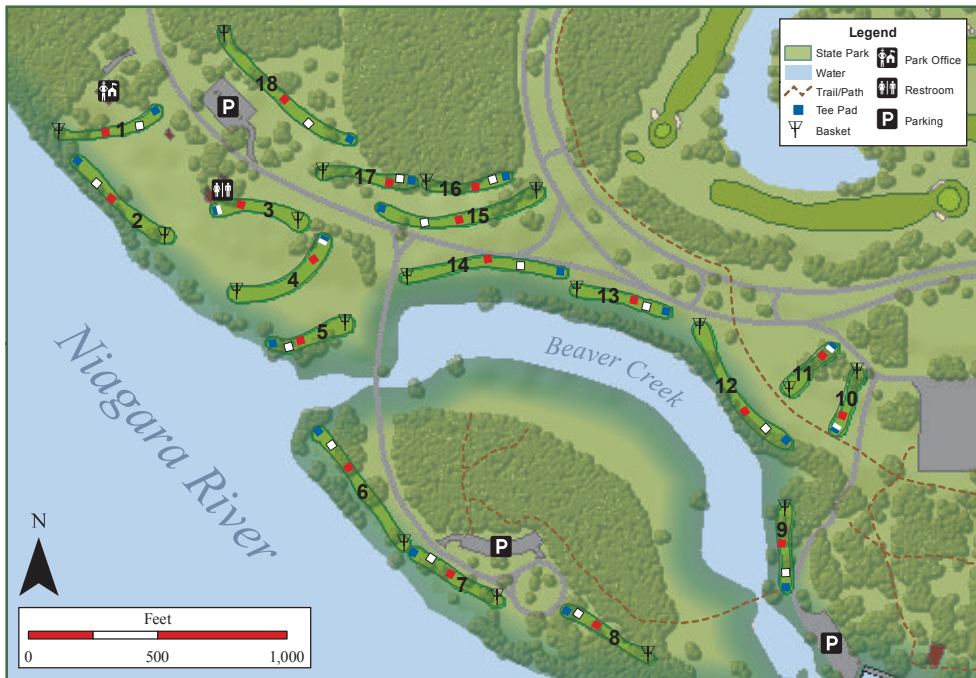 Legend
State Park
Water
Trail/Path
Tee Pad
Basket
Park Office
Restroom
P Parking
18
P
1
17
16
2
3
15
4
14
13
5
Niagara River
Beaver Creek
12
11
10
6
9
N
P
7
8
P
Feet
0 500 1,000